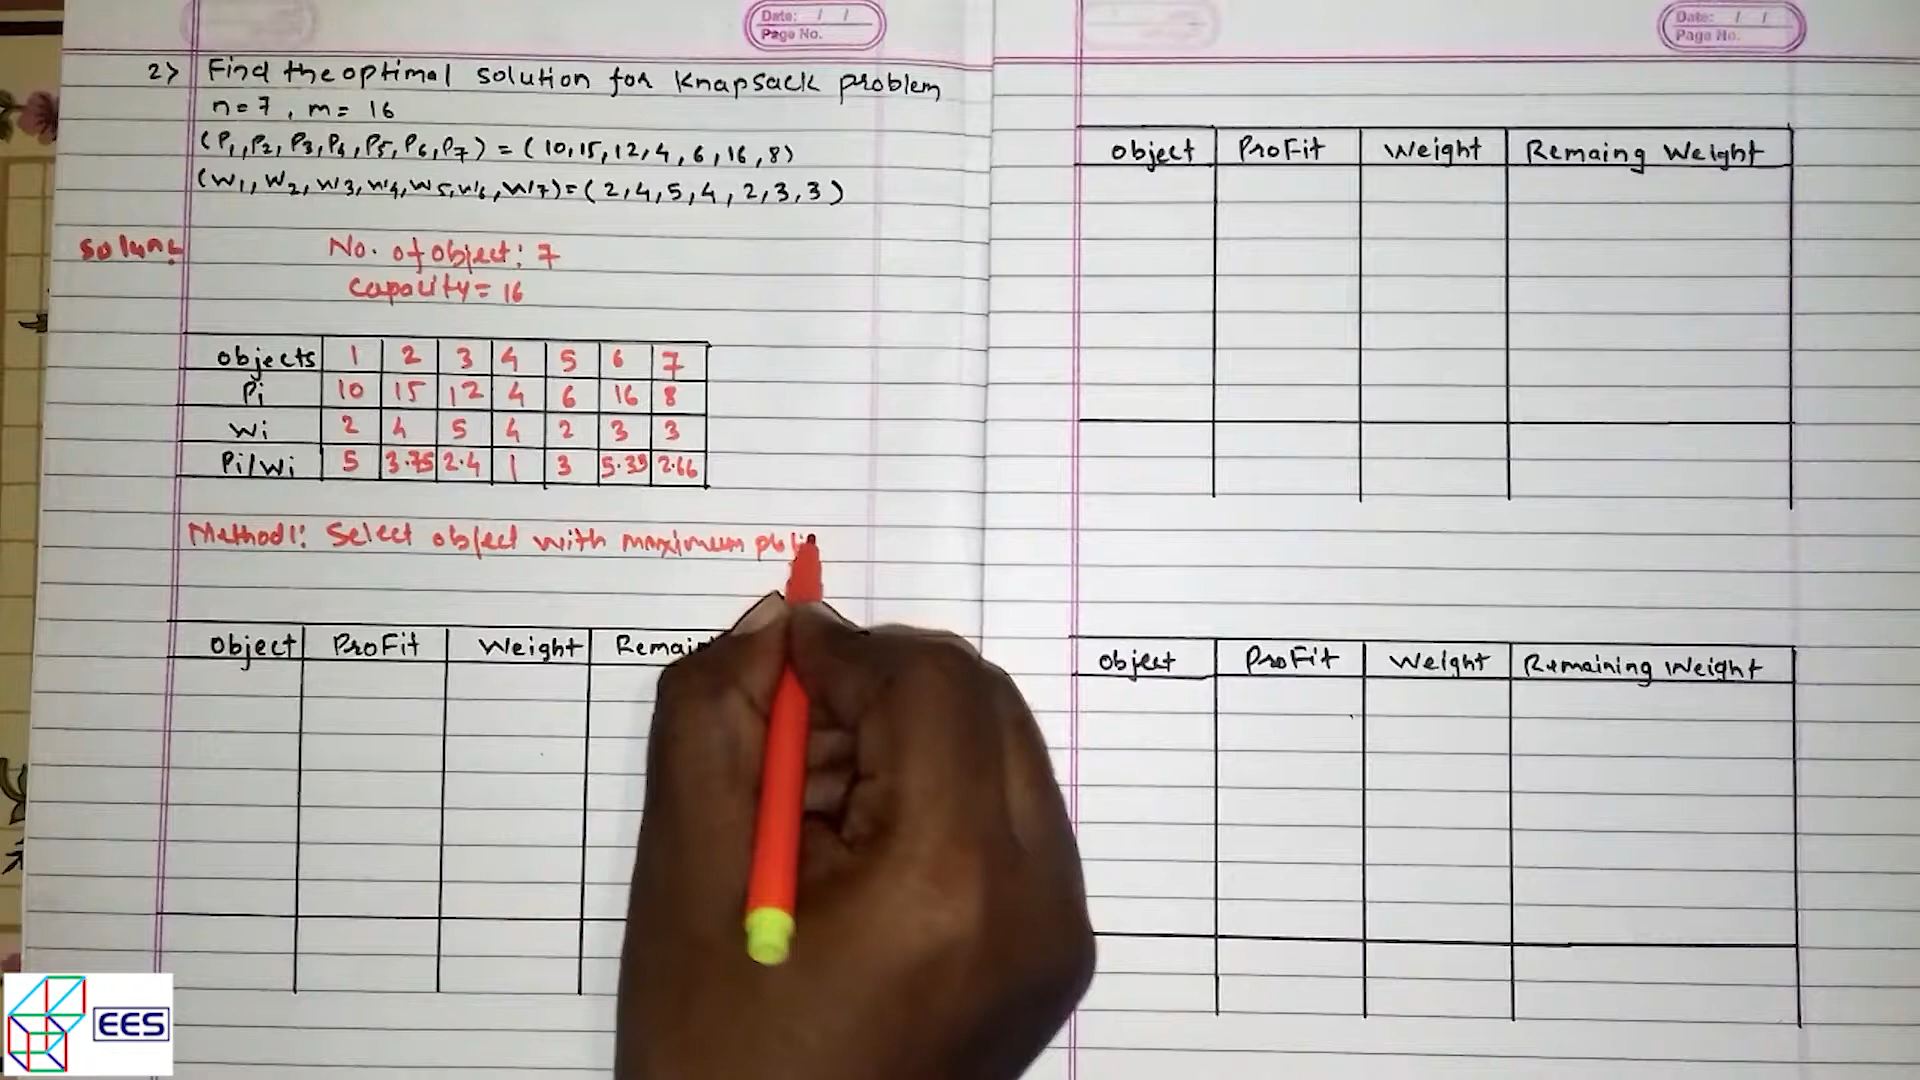 Date: / /
Page No.
2> Find the optimal solution for Knapsack problem
n=7, m= 16
(P1,P2, P3,P4,P5,P6,P7) = (10,15,12,4,6,16,8)
(W1,W2,W3,W4,W5,W6,W7)=(2,4,5,4,2,3,3)
No. of object: 7
capacity= 16
objects 1 2 3 4 5 6 7
Pi 10 15 12 4 6 16 8
Wi 2 4 5 4 2 3 3
Pi/Wi 5 3.75 2.4 1 3 5.33 2.66
Method1: Select object with maximum
Object ProFit Weight
EES
Date: / /
Page No.
object ProFit Weight Remaing Weight
object ProFit Weight Remaining Weight